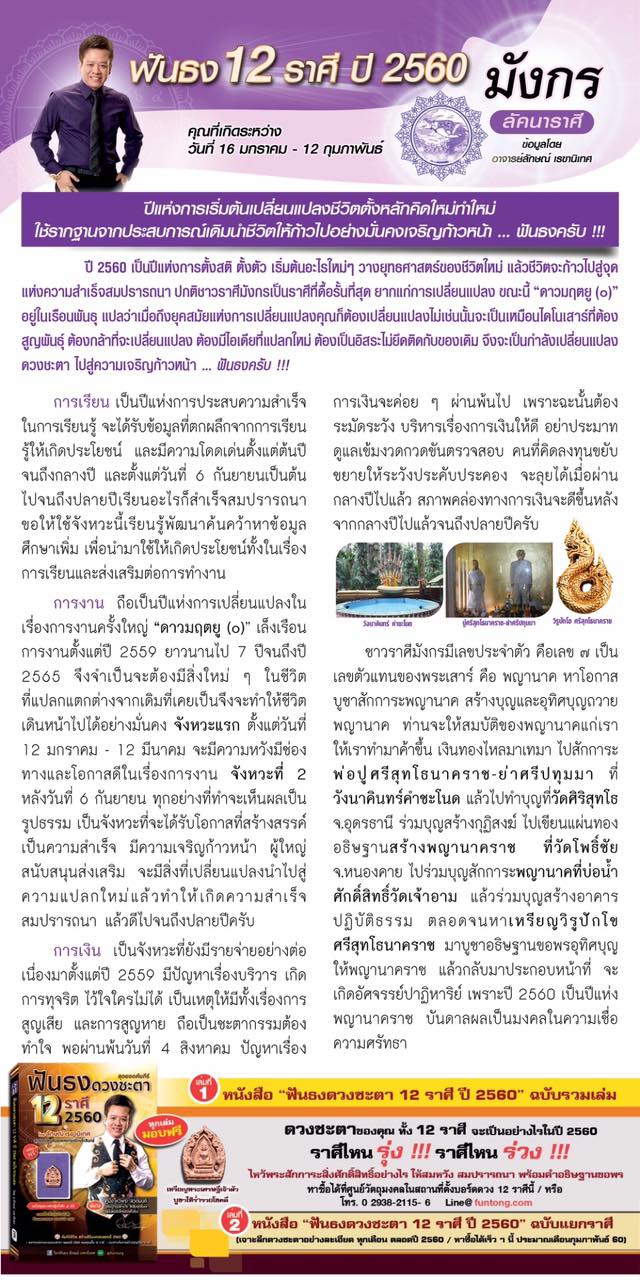 ฟันธง 12 ราศี ปี 2560
มังกร
ลัคนาราศี
คุณที่เกิดระหว่าง
วันที่ 16 มกราคม - 12 กุมภาพันธ์
ข้อมูลโดย
อาจารย์ลักษณ์ เรขานิเทศ
ปีแห่งการเริ่มต้นเปลี่ยนแปลงชีวิตตั้งหลักคิดใหม่ทำใหม่
ใช้รากฐานจากประสบการณ์เดิมนำชีวิตให้ก้าวไปอย่างมั่นคงเจริญก้าวหน้า ... ฟันธงครับ !!!
ปี 2560 เป็นปีแห่งการตั้งสติ ตั้งตัว เริ่มต้นอะไรใหม่ๆ วางยุทธศาสตร์ของชีวิตใหม่ แล้วชีวิตจะก้าวไปสู่จุด
แห่งความสำเร็จสมปรารถนา ปกติชาวราศีมังกรเป็นราศีที่ดื้อรั้นที่สุด ยากแก่การเปลี่ยนแปลง ขณะนี้ “ดาวมฤตยู (๐)”
อยู่ในเรือนพันธุ แปลว่าเมื่อถึงยุคสมัยแห่งการเปลี่ยนแปลงคุณก็ต้องเปลี่ยนแปลงไม่เช่นนั้นจะเป็นเหมือนไดโนเสาร์ที่ต้อง
สูญพันธุ์ ต้องกล้าที่จะเปลี่ยนแปลง ต้องมีไอเดียที่แปลกใหม่ ต้องเป็นอิสระไม่ยึดติดกับของเดิม จึงจะเป็นกำลังเปลี่ยนแปลง
ดวงชะตา ไปสู่ความเจริญก้าวหน้า ... ฟันธงครับ !!!
การเรียน เป็นปีแห่งการประสบความสำเร็จ
ในการเรียนรู้ จะได้รับข้อมูลที่ตกผลึกจากการเรียน
รู้ให้เกิดประโยชน์ และมีความโดดเด่นตั้งแต่ต้นปี
จนถึงกลางปี และตั้งแต่วันที่ 6 กันยายนเป็นต้น
ไปจนถึงปลายปีเรียนอะไรก็สำเร็จสมปรารถนา
ขอให้ใช้จังหวะนี้เรียนรู้พัฒนาค้นคว้าหาข้อมูล
ศึกษาเพิ่ม เพื่อนำมาใช้ให้เกิดประโยชน์ทั้งในเรื่อง
การเรียนและส่งเสริมต่อการทำงาน
การงาน ถือเป็นปีแห่งการเปลี่ยนแปลงใน
เรื่องการงานครั้งใหญ่ “ดาวมฤตยู (๐)” เล็งเรือน
การงานตั้งแต่ปี 2559 ยาวนานไป 7 ปีจนถึงปี
2565 จึงจำเป็นจะต้องมีสิ่งใหม่ ๆ ในชีวิต
ที่แปลกแตกต่างจากเดิมที่เคยเป็นจึงจะทำให้ชีวิต
เดินหน้าไปได้อย่างมั่นคง จังหวะแรก ตั้งแต่วันที่
12 มกราคม - 12 มีนาคม จะมีความหวังมีช่อง
ทางและโอกาสดีในเรื่องการงาน จังหวะที่ 2
หลังวันที่ 6 กันยายน ทุกอย่างที่ทำจะเห็นผลเป็น
รูปธรรม เป็นจังหวะที่จะได้รับโอกาสที่สร้างสรรค์
เป็นความสำเร็จ มีความเจริญก้าวหน้า ผู้ใหญ่
สนับสนุนส่งเสริม จะมีสิ่งที่เปลี่ยนแปลงนำไปสู่
ความแปลกใหม่แล้วทำให้เกิดความสำเร็จ
สมปรารถนา แล้วดีไปจนถึงปลายปีครับ
การเงิน เป็นจังหวะที่ยังมีรายจ่ายอย่างต่อ
เนื่องมาตั้งแต่ปี 2559 มีปัญหาเรื่องบริวาร เกิด
การทุจริต ไว้ใจใครไม่ได้ เป็นเหตุให้มีทั้งเรื่องการ
สูญเสีย และการสูญหาย ถือเป็นชะตากรรมต้อง
ทำใจ พอผ่านพ้นวันที่ 4 สิงหาคม ปัญหาเรื่อง
การเงินจะค่อย ๆ ผ่านพ้นไป เพราะฉะนั้นต้อง
ระมัดระวัง บริหารเรื่องการเงินให้ดี อย่าประมาท
ดูแลเข้มงวดกวดขันตรวจสอบ คนที่คิดลงทุนขยับ
ขยายให้ระวังประคับประคอง จะลุยได้เมื่อผ่าน
กลางปีไปแล้ว สภาพคล่องทางการเงินจะดีขึ้นหลัง
จากกลางปีไปแล้วจนถึงปลายปีครับ
วังนาคินทร์ คำชะโนด
ปู่ศรีสุทโธนาคราช-ย่าศรีปทุมมา
วิรูปักโข ศรีสุทโธนาคราช
ชาวราศีมังกรมีเลขประจำตัว คือเลข ๗ เป็น
เลขตัวแทนของพระเสาร์ คือ พญานาค หาโอกาส
บูชาสักการะพญานาค สร้างบุญและอุทิศบุญถวาย
พญานาค ท่านจะให้สมบัติของพญานาคแก่เรา
ให้เราทำมาค้าขึ้น เงินทองไหลมาเทมา ไปสักการะ
พ่อปู่ศรีสุทโธนาคราช-ย่าศรีปทุมมา ที่
วังนาคินทร์คำชะโนด แล้วไปทำบุญที่วัดศิริสุทโธ
จ.อุดรธานี ร่วมบุญสร้างกุฏิสงฆ์ ไปเขียนแผ่นทอง
อธิษฐานสร้างพญานาคราช ที่วัดโพธิ์ชัย
จ.หนองคาย ไปร่วมบุญสักการะพญานาคที่บ่อน้ำ
ศักดิ์สิทธิ์วัดเจ้าอาม แล้วร่วมบุญสร้างอาคาร
ปฏิบัติธรรม ตลอดจนหาเหรียญวิรูปักโข
ศรีสุทโธนาคราช มาบูชาอธิษฐานขอพรอุทิศบุญ
ให้พญานาคราช แล้วกลับมาประกอบหน้าที่ จะ
เกิดอัศจรรย์ปาฏิหาริย์ เพราะปี 2560 เป็นปีแห่ง
พญานาคราช บันดาลผลเป็นมงคลในความเชื่อ
ความศรัทธา
สุดยอดคัมภีร์
ฟันธงดวงชะตา
12 ราศี
2560
ทุกเล่ม
มอบฟรี
เหรียญพระเศรษฐีเจ้าสัว
บูชาให้ร่ำรวยโชคดี
เล่มที่
1
หนังสือ “ฟันธงดวงชะตา 12 ราศี ปี 2560” ฉบับรวมเล่ม
ดวงชะตาของคุณ ทั้ง 12 ราศี จะเป็นอย่างไรในปี 2560
ราศีไหน รุ่ง !!! ราศีไหน ร่วง !!!
ไหว้พระสักการะสิ่งศักดิ์สิทธิ์อย่างไร ให้สมหวัง สมปรารถนา พร้อมคำอธิษฐานขอพร
หาซื้อได้ที่ศูนย์วัตถุมงคลในสถานที่ตั้งบอร์ดดวง 12 ราศีนี้ / หรือ
โทร. 0 2938-2115- 6 Line@ funtong.com
เล่มที่
2
หนังสือ “ฟันธงดวงชะตา 12 ราศี ปี 2560” ฉบับแยกราศี
(เจาะลึกดวงชะตาอย่างละเอียด ทุกเดือน ตลอดปี 2560 / หาซื้อได้เร็ว ๆ นี้ ประมาณเดือนกุมภาพันธ์ 60)